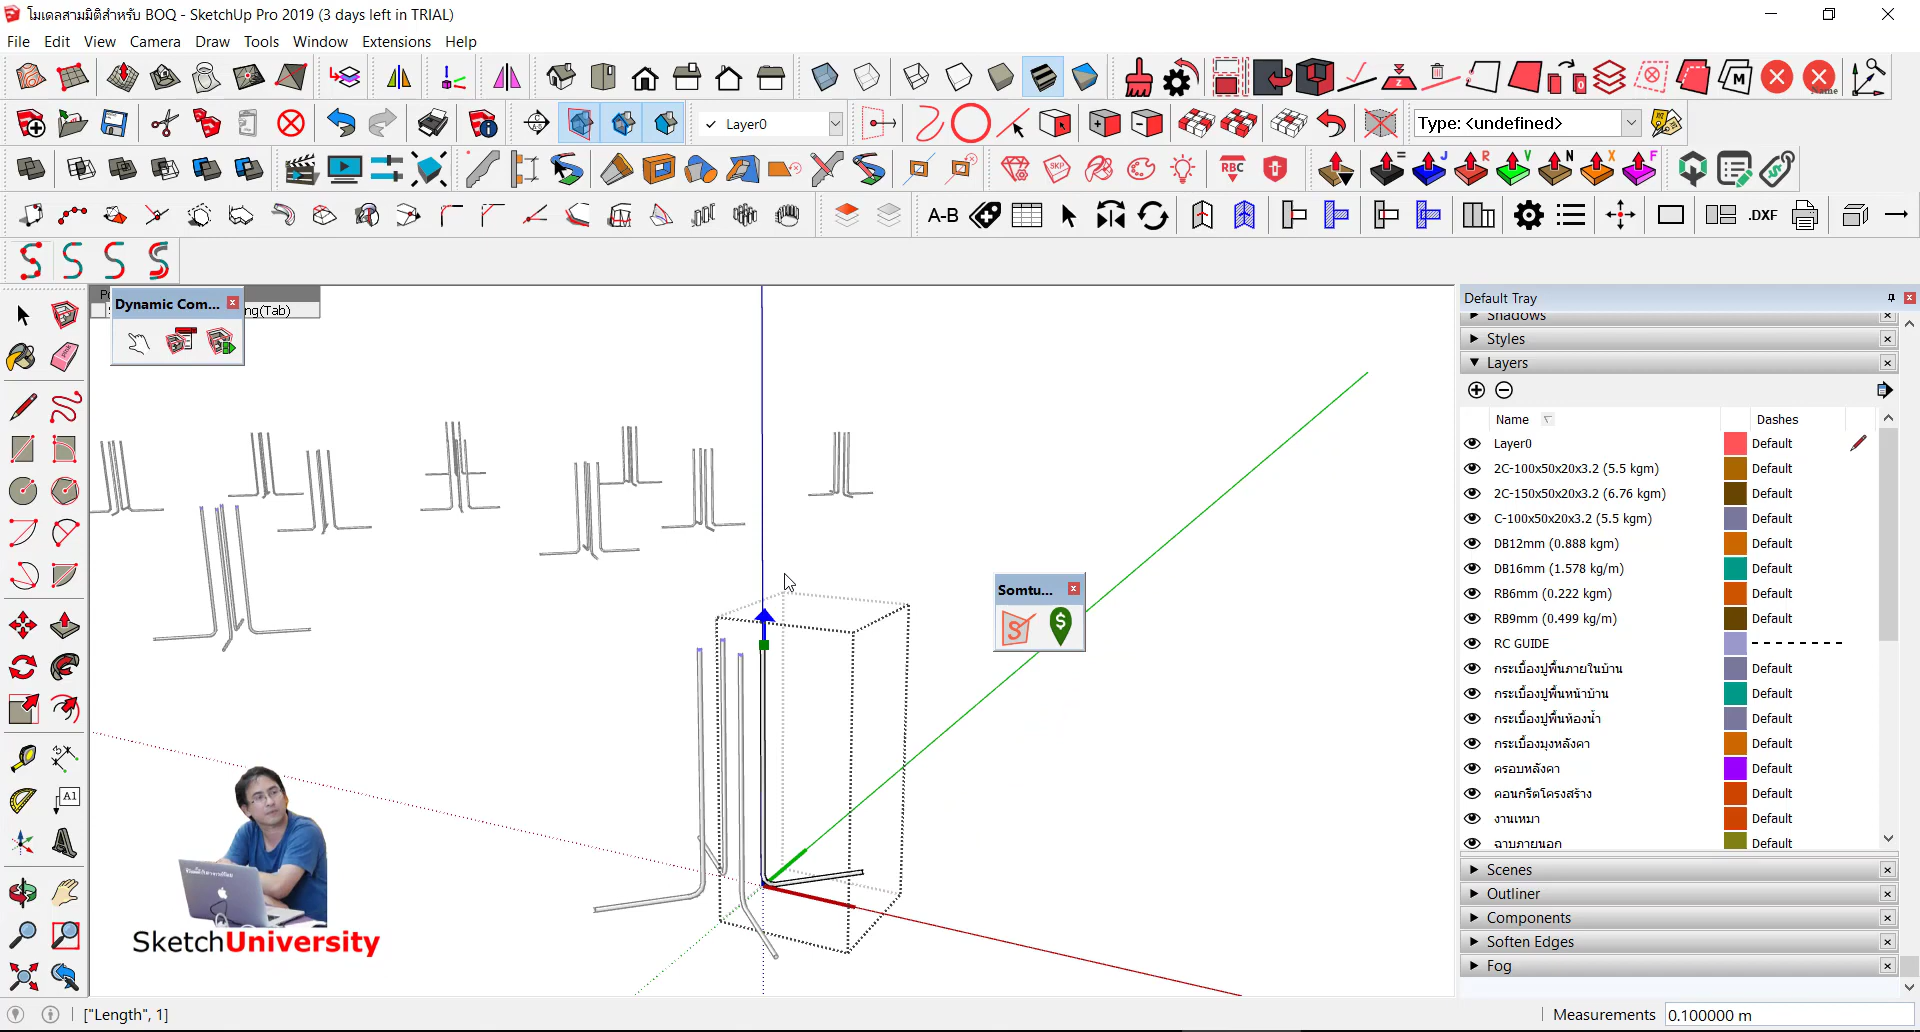 โมเดลสามมิติสำหรับ BOQ - SketchUp Pro 2019 (3 days left in TRIAL)
File Edit View Camera Draw Tools Window Extensions Help
Name
Layer0
Type: <undefined>
= J R V N X F
SKP
RBC
A-B
.DXF
Dynamic Com...
ng(Tab)
A1
Somtu...
SketchUniversity
Default Tray
Shadows
Styles
Layers
Name Dashes
Layer0 Default
2C-100x50x20x3.2 (5.5 kgm) Default
2C-150x50x20x3.2 (6.76 kgm) Default
C-100x50x20x3.2 (5.5 kgm) Default
DB12mm (0.888 kgm) Default
DB16mm (1.578 kg/m) Default
RB6mm (0.222 kgm) Default
RB9mm (0.499 kg/m) Default
RC GUIDE
กระเบื้องปูพื้นภายในบ้าน Default
กระเบื้องปูพื้นหน้าบ้าน Default
กระเบื้องปูพื้นห้องน้ำ Default
กระเบื้องมุงหลังคา Default
ครอบหลังคา Default
คอนกรีตโครงสร้าง Default
งานเหมา Default
ฉาบภายนอก Default
Scenes
Outliner
Components
Soften Edges
Fog
["Length", 1]
Measurements 0.100000 m